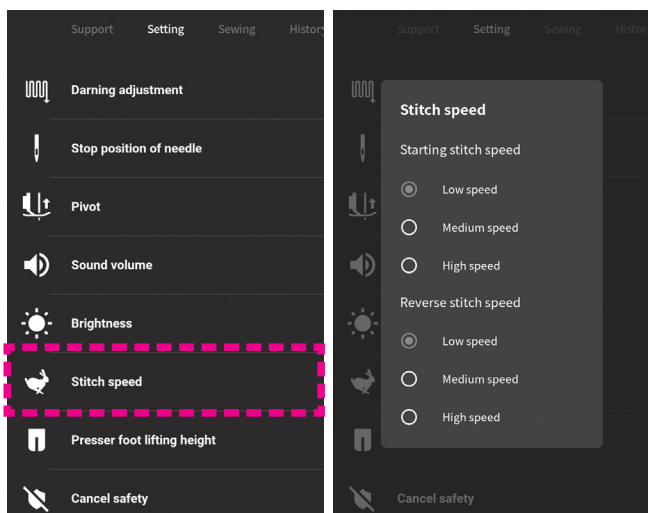 Support Setting Sewing History
Darning adjustment
Stop position of needle
Pivot
Sound volume
Brightness
Stitch speed
Presser foot lifting height
Cancel safety
Support Setting Sewing Histor
Stitch speed
Starting stitch speed
Low speed
Medium speed
High speed
Reverse stitch speed
Low speed
Medium speed
High speed
Cancel safety